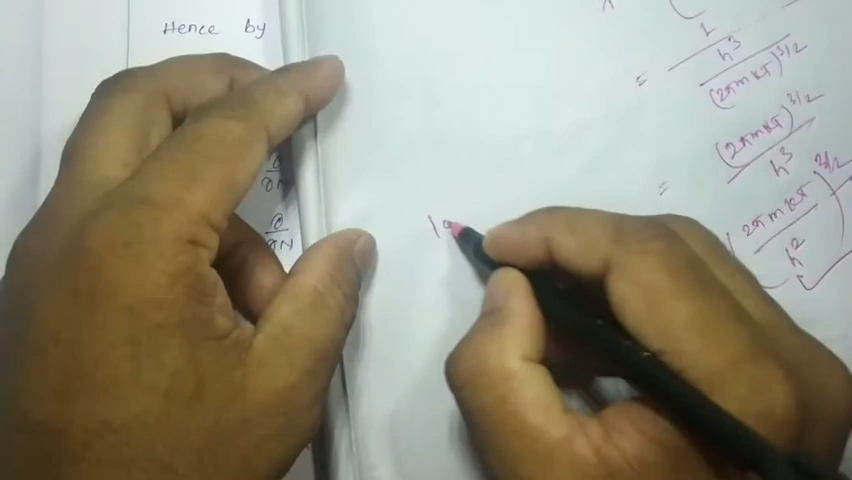 Hence by
∂
∂N
∂
∂N
lo
1
h³
= (2πmkT)^3/2
(2πmkT)^3/2
= h³
3/2
2πmkT
h²